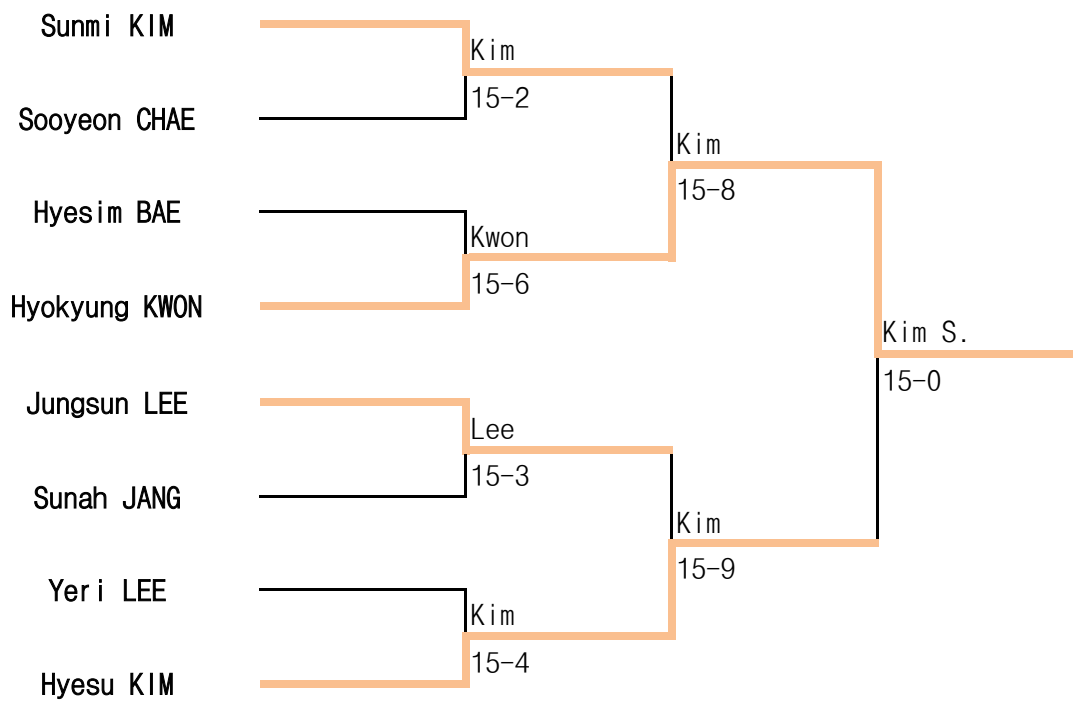 Sunmi KIM
Kim
15-2
Sooyeon CHAE
Kim
15-8
Hyesim BAE
Kwon
15-6
Hyokyung KWON
Kim S.
15-0
Jungsun LEE
Lee
15-3
Sunah JANG
Kim
15-9
Yeri LEE
Kim
15-4
Hyesu KIM